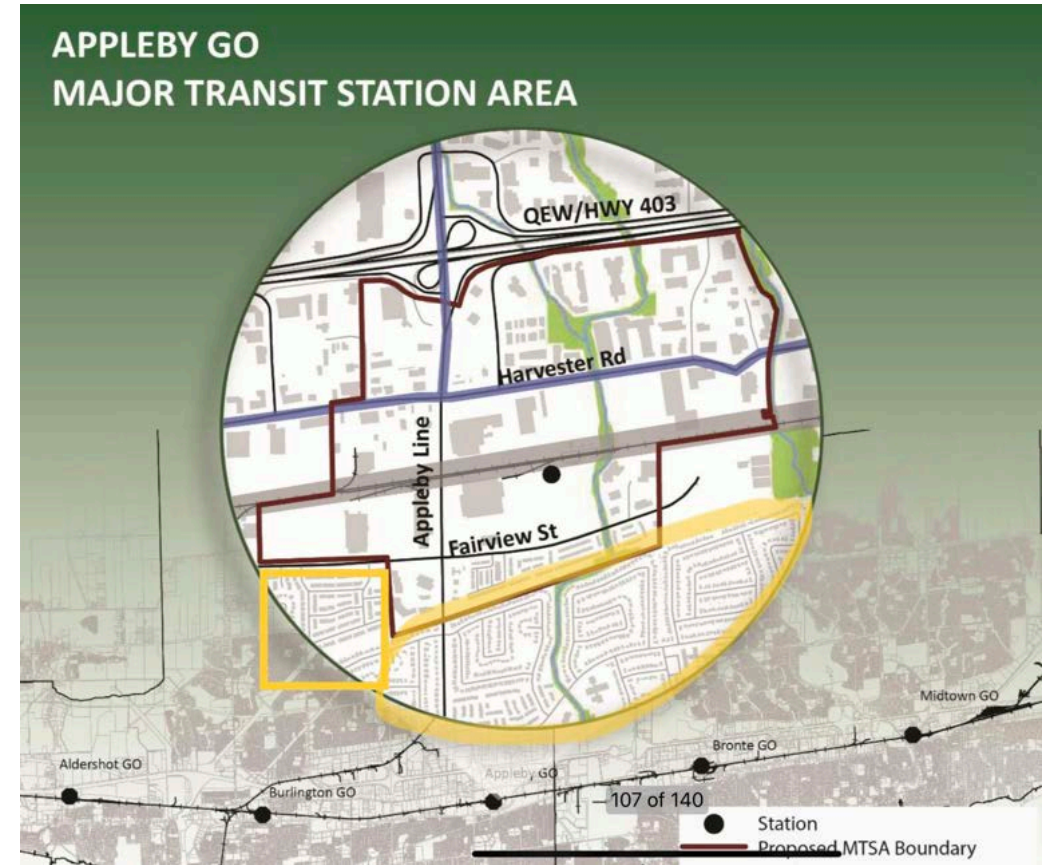 APPLEBY GO
MAJOR TRANSIT STATION AREA
QEW/HWY 403
Harvester Rd
Appleby Line
Fairview St
Midtown GO
Bronte GO
Aldershot GO
Appleby GO
Burlington GO
107 of 140
Station
Proposed MTSA Boundary